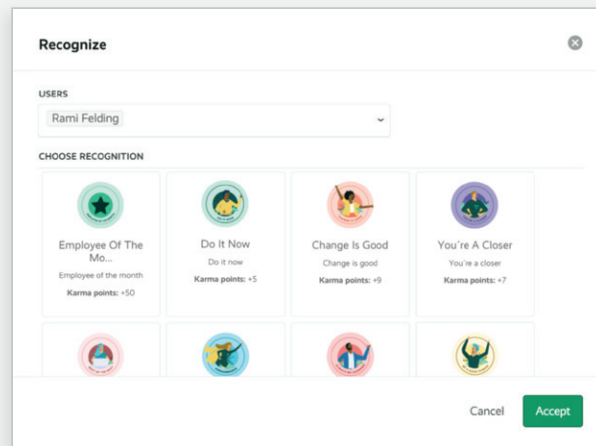 Recognize
USERS
Rami Felding
CHOOSE RECOGNITION
Employee Of The
Mo...
Employee of the month
Karma points: +50
Do It Now
Do it now
Karma points: +5
Change Is Good
Change is good
Karma points: +9
You're A Closer
You're a closer
Karma points: +7
Cancel
Accept